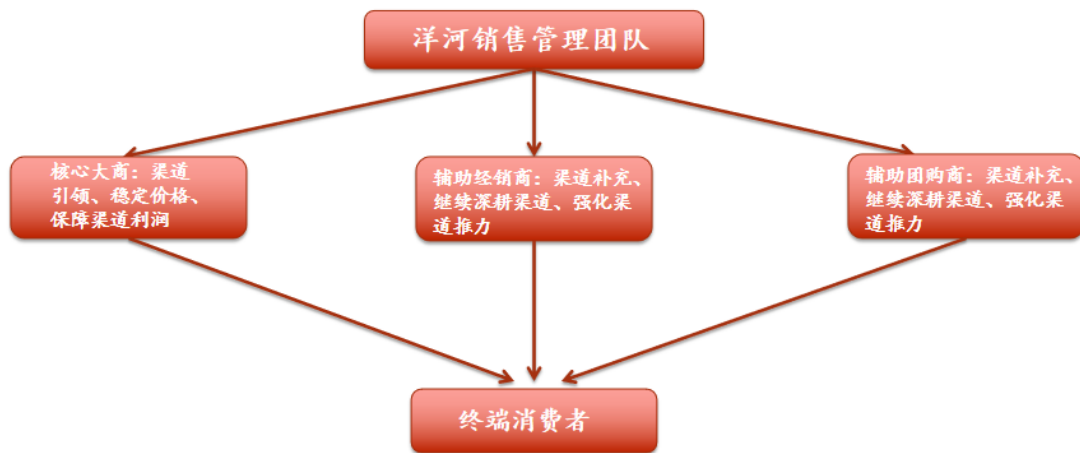 洋河销售管理团队
核心大商：渠道
引领、稳定价格、
保障渠道利润
辅助经销商：渠道补充、
继续深耕渠道、强化渠
道推力
辅助团购商：渠道补充、
继续深耕渠道、强化渠
道推力
终端消费者